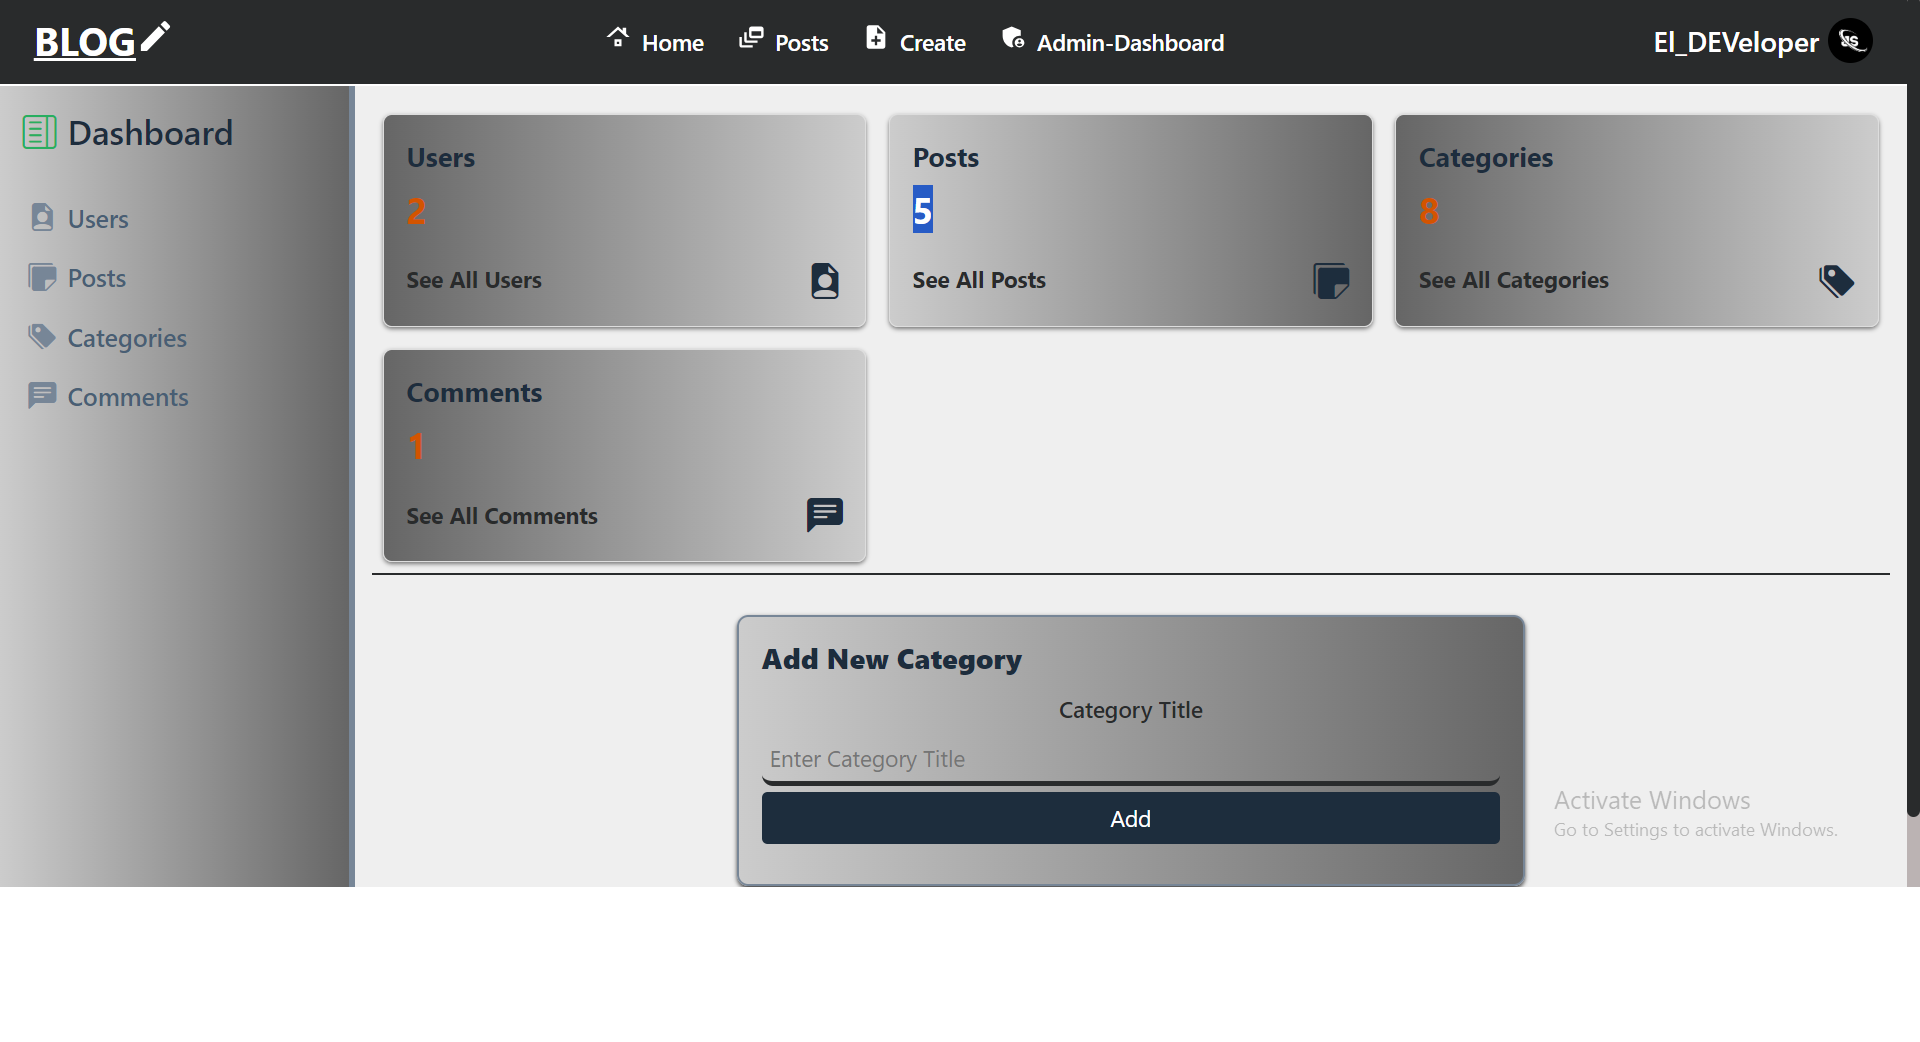 BLOG
Home
Posts
Create
Admin-Dashboard
El_DEVeloper
Dashboard
Users
Posts
Categories
Comments
Users
2
See All Users
Posts
5
See All Posts
Categories
8
See All Categories
Comments
1
See All Comments
Add New Category
Category Title
Enter Category Title
Add
Activate Windows
Go to Settings to activate Windows.